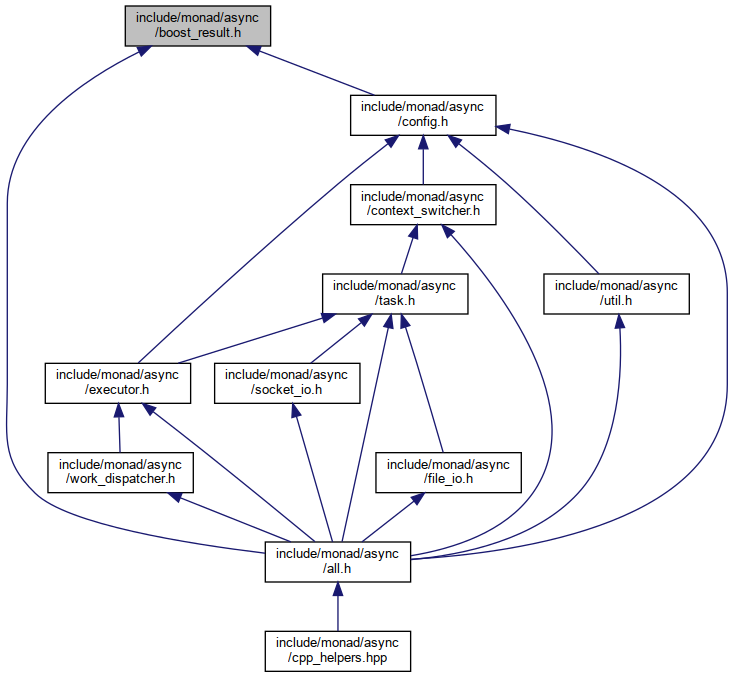 include/monad/async
/boost_result.h
include/monad/async
/config.h
include/monad/async
/context_switcher.h
include/monad/async
/task.h
include/monad/async
/util.h
include/monad/async
/executor.h
include/monad/async
/socket_io.h
include/monad/async
/work_dispatcher.h
include/monad/async
/file_io.h
include/monad/async
/all.h
include/monad/async
/cpp_helpers.hpp